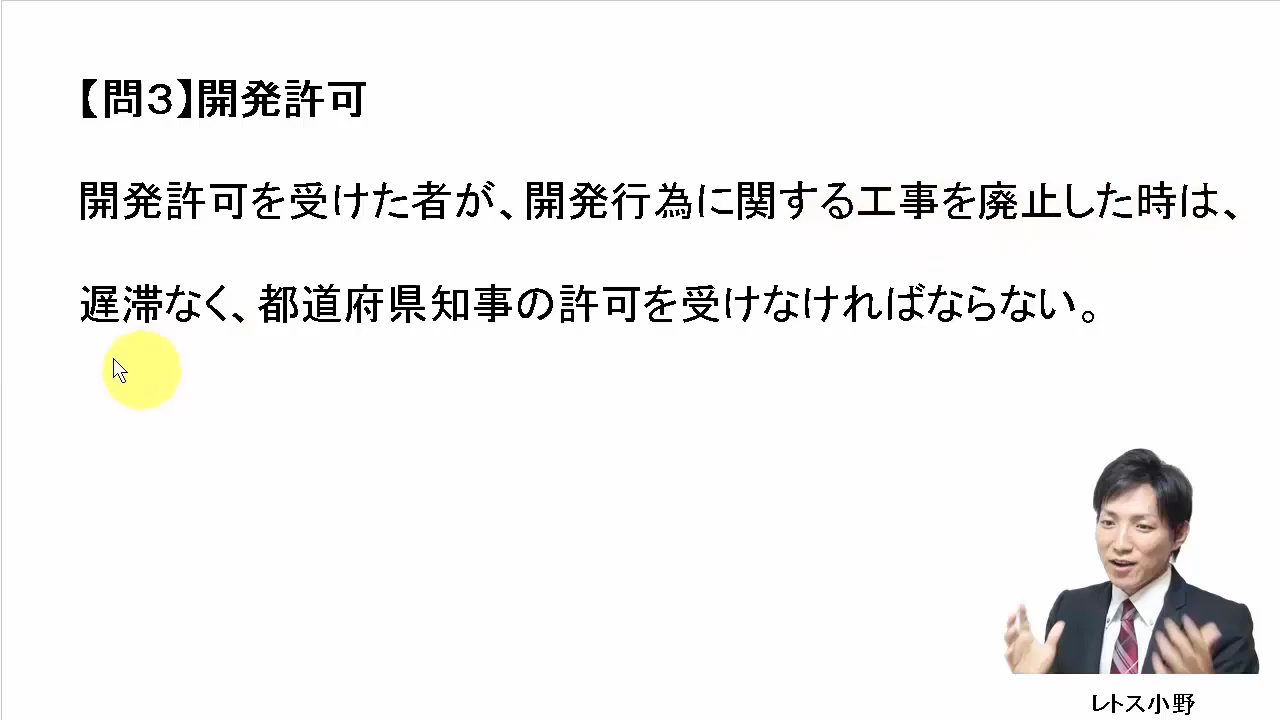 【問３】開発許可
開発許可を受けた者が、開発行為に関する工事を廃止した時は、
遅滞なく、都道府県知事の許可を受けなければならない。
レトス小野